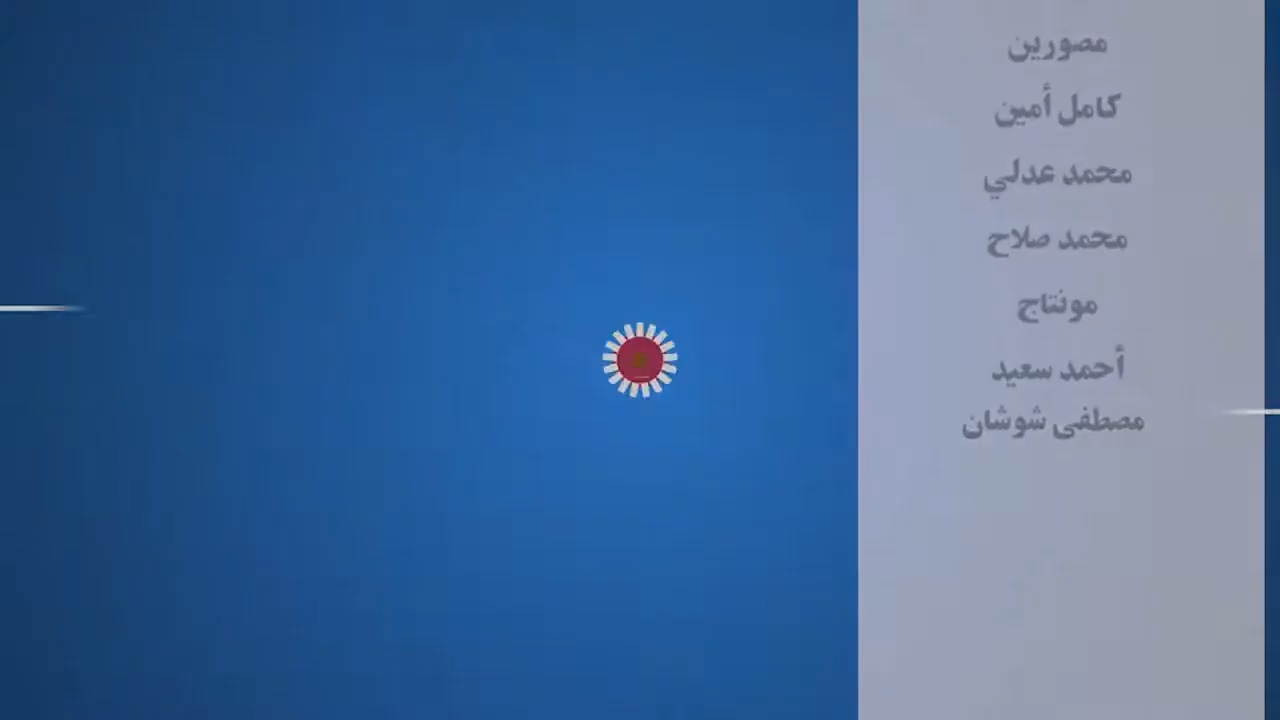 مصورين
كامل أمين
محمد عدلي
محمد صلاح
مونتاج
أحمد سعيد
مصطفى شوشان